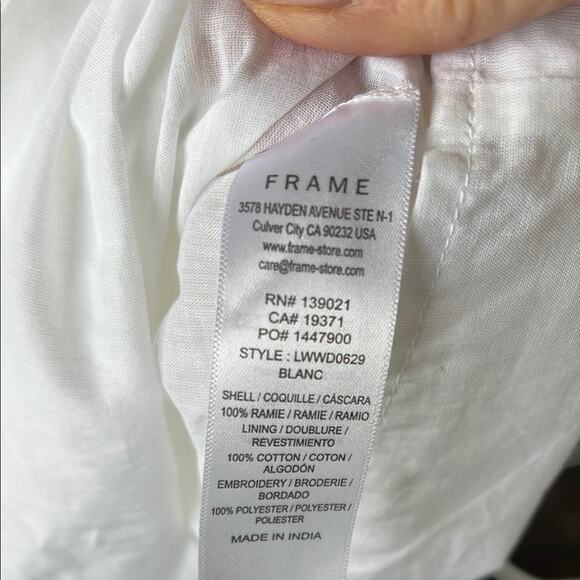 FRAME
3578 HAYDEN AVENUE STE N-1
Culver City CA 90232 USA
www.frame-store.com
care@frame-store.com
RN# 139021
CA# 19371
PO# 1447900
STYLE : LWWD0629
BLANC
SHELL / COQUILLE / CÁSCARA
100% RAMIE / RAMIE / RAMIO
LINING / DOUBLURE /
REVESTIMIENTO
100% COTTON / COTON /
ALGODÓN
EMBROIDERY / BRODERIE /
BORDADO
100% POLYESTER / POLYESTER /
POLIESTER
MADE IN INDIA